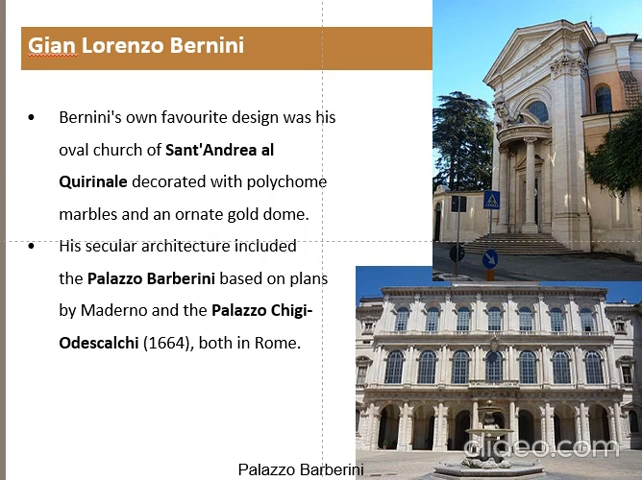 Gian Lorenzo Bernini
• Bernini's own favourite design was his
oval church of Sant'Andrea al
Quirinale decorated with polychome
marbles and an ornate gold dome.
• His secular architecture included
the Palazzo Barberini based on plans
by Maderno and the Palazzo Chigi-
Odescalchi (1664), both in Rome.
Palazzo Barberini
clideo.com